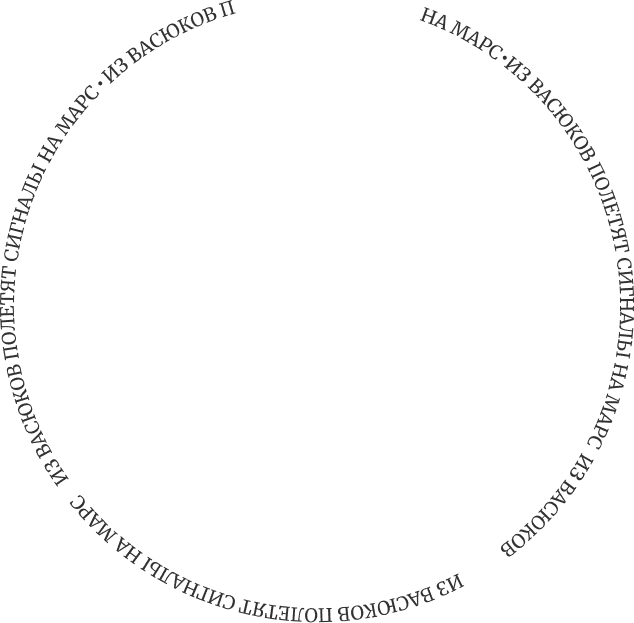 НА МАРС·ИЗ ВАСЮКОВ ПОЛЕТЯТ СИГНАЛЫ НА МАРС ИЗ ВАСЮКОВ
ИЗ ВАСЮКОВ ПОЛЕТЯТ СИГНАЛЫ НА МАРС
ИЗ ВАСЮКОВ ПОЛЕТЯТ СИГНАЛЫ НА МАРС·ИЗ ВАСЮКОВ П